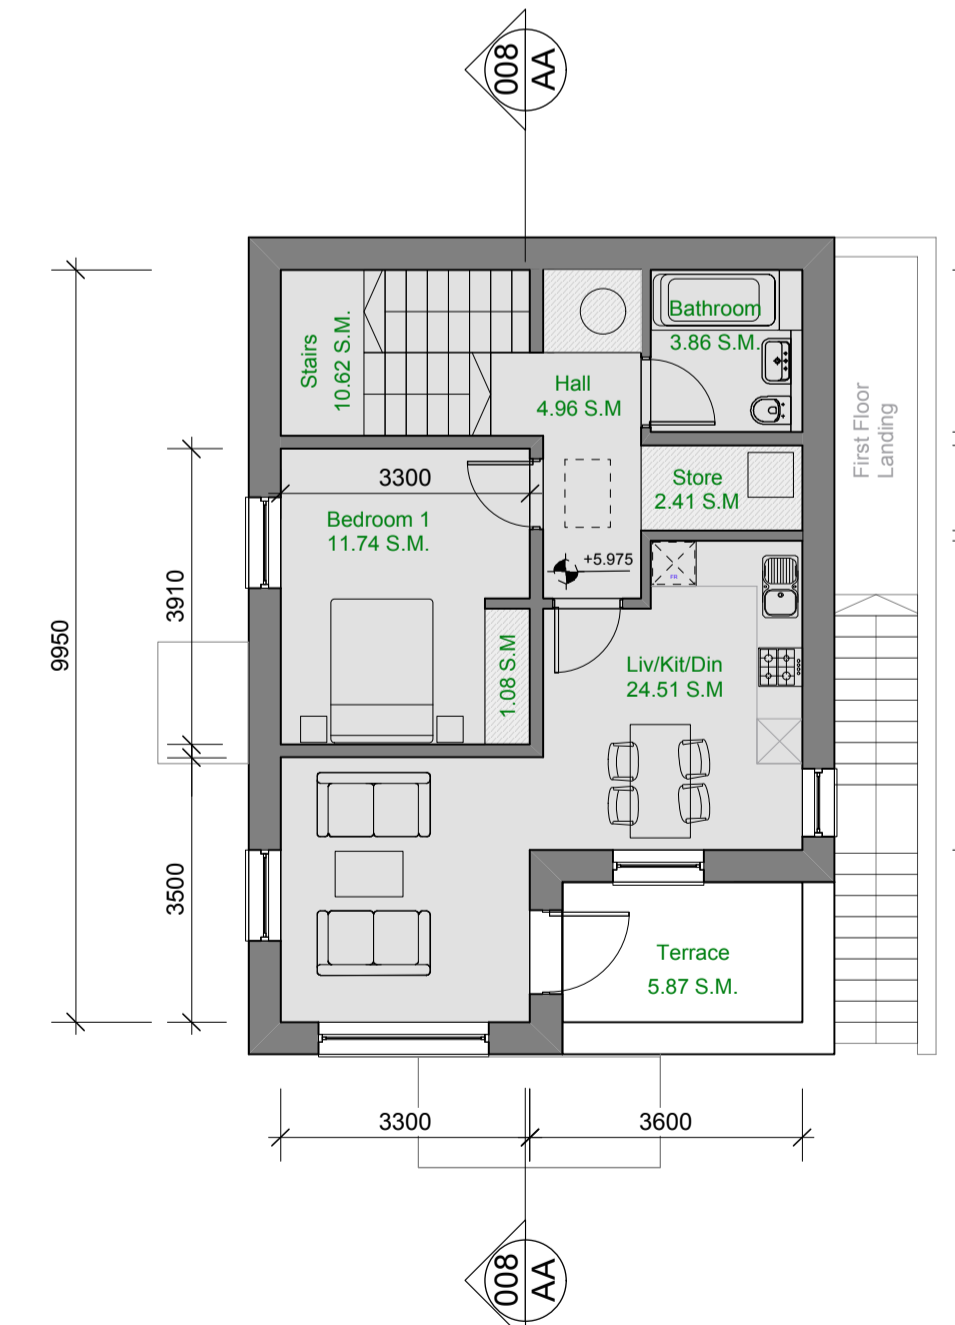 008
AA
Bathroom
3.86 S.M.
Stairs
10.62 S.M.
Hall
4.96 S.M
First Floor
Landing
3300
Store
2.41 S.M
Bedroom 1
11.74 S.M.
+5.975
FR
3910
9950
1.08 S.M
Liv/Kit/Din
24.51 S.M
3500
Terrace
5.87 S.M.
3300
3600
008
AA